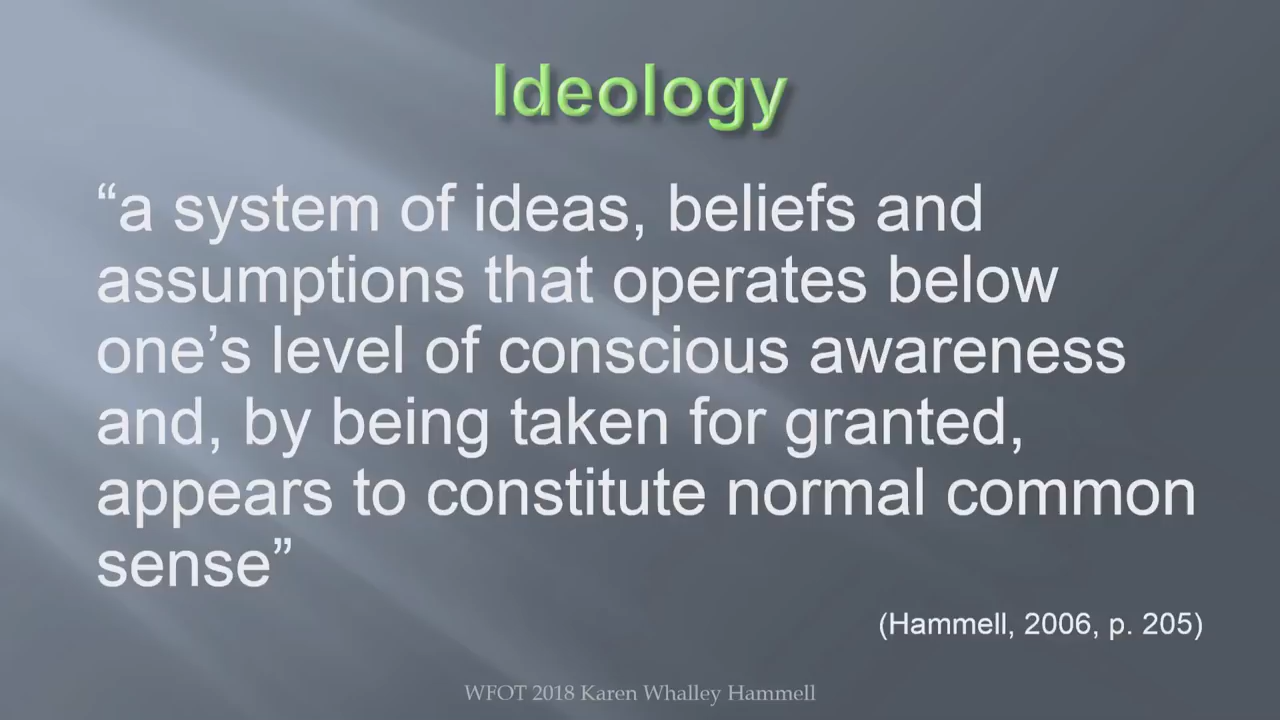 Ideology
“a system of ideas, beliefs and
assumptions that operates below
one’s level of conscious awareness
and, by being taken for granted,
appears to constitute normal common
sense”
(Hammell, 2006, p. 205)
WFOT 2018 Karen Whalley Hammell